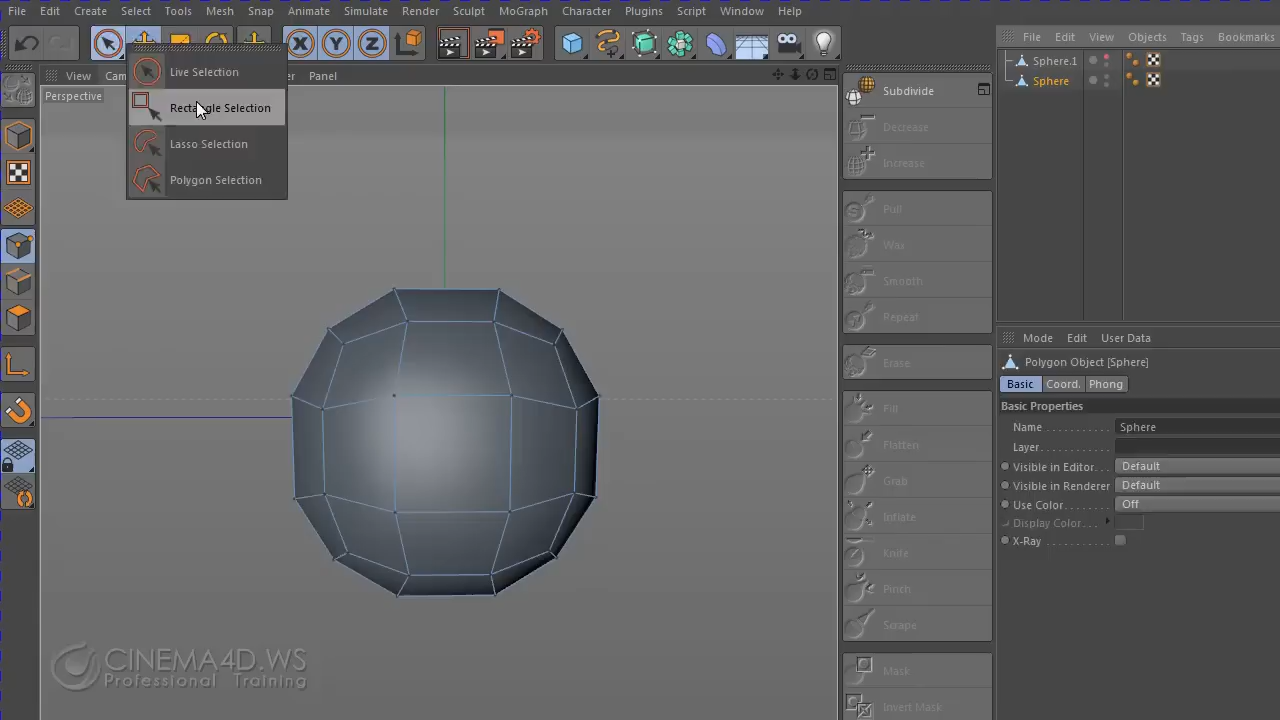 File Edit Create Select Tools Mesh Snap Animate Simulate Render Sculpt MoGraph Character Plugins Script Window Help
File Edit View Objects Tags Bookmarks
View Cam er Panel
Perspective
Live Selection
Rectangle Selection
Lasso Selection
Polygon Selection
X Y Z
Subdivide
Decrease
Increase
Pull
Wax
Smooth
Repeat
Erase
Fill
Flatten
Grab
Inflate
Knife
Pinch
Scrape
Mask
Invert Mask
Sphere.1
Sphere
Mode Edit User Data
Polygon Object [Sphere]
Basic Coord. Phong
Basic Properties
Name Sphere
Layer
Visible in Editor Default
Visible in Renderer Default
Use Color Off
Display Color
X-Ray
CINEMA4D.WS
Professional Training